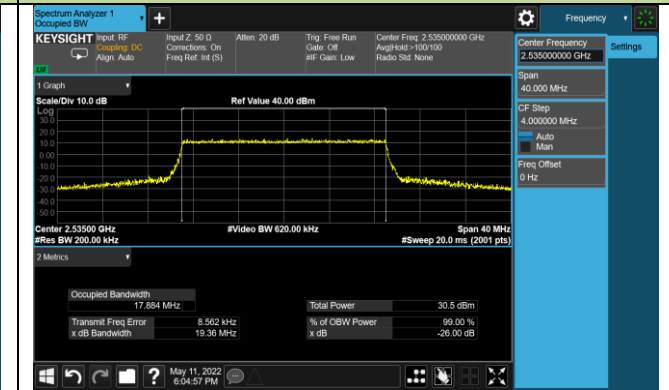 Spectrum Analyzer 1
Occupied BW
Frequency
KEYSIGHT
Input: RF
Coupling: DC
Align: Auto
Input Z: 50 Ω
Corrections: On
Freq Ref: Int (S)
Atten: 20 dB
Trig: Free Run
Gate: Off
#IF Gain: Low
Center Freq: 2.535000000 GHz
Avg|Hold:>100/100
Radio Std: None
Center Frequency
2.535000000 GHz
Settings
Span
40.000 MHz
CF Step
4.000000 MHz
Auto
Man
Freq Offset
0 Hz
1 Graph
Scale/Div 10.0 dB
Ref Value 40.00 dBm
Log
30.0
20.0
10.0
0.00
-10.0
-20.0
-30.0
-40.0
-50.0
Center 2.53500 GHz
#Video BW 620.00 kHz
Span 40 MHz
#Res BW 200.00 kHz
#Sweep 20.0 ms (2001 pts)
2 Metrics
Occupied Bandwidth
17.884 MHz
Total Power
30.5 dBm
Transmit Freq Error
8.562 kHz
% of OBW Power
99.00 %
x dB Bandwidth
19.36 MHz
x dB
-26.00 dB
?
May 11, 2022
6:04:57 PM